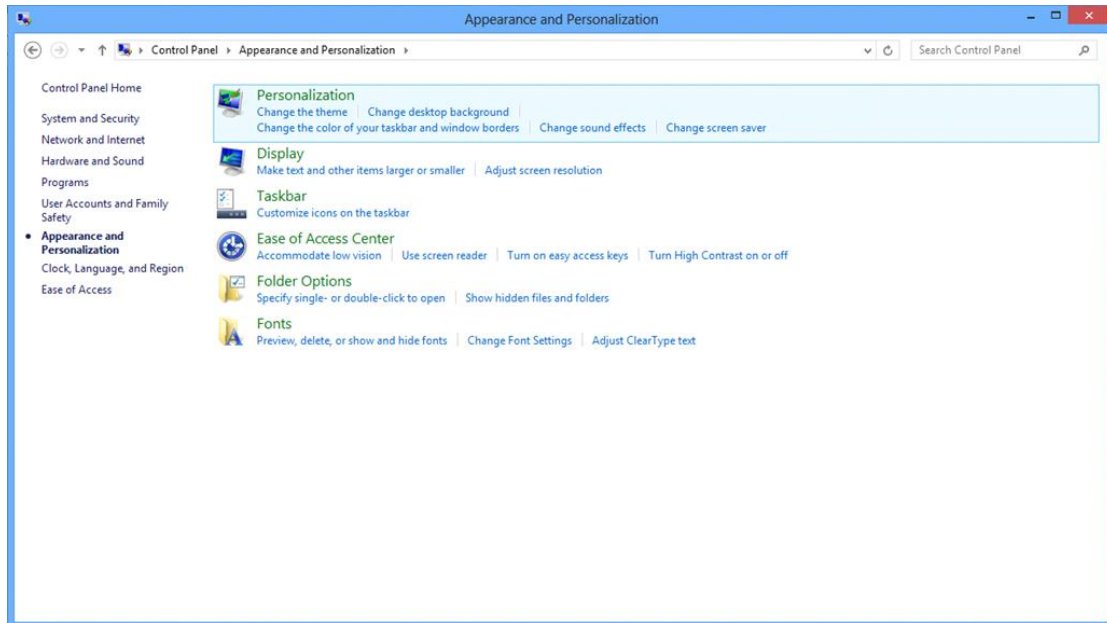 Appearance and Personalization
Control Panel Appearance and Personalization
Search Control Panel
Control Panel Home
System and Security
Network and Internet
Hardware and Sound
Programs
User Accounts and Family
Safety
Appearance and
Personalization
Clock, Language, and Region
Ease of Access
Personalization
Change the theme Change desktop background
Change the color of your taskbar and window borders Change sound effects Change screen saver
Display
Make text and other items larger or smaller Adjust screen resolution
Taskbar
Customize icons on the taskbar
Ease of Access Center
Accommodate low vision Use screen reader Turn on easy access keys Turn High Contrast on or off
Folder Options
Specify single- or double-click to open Show hidden files and folders
Fonts
Preview, delete, or show and hide fonts Change Font Settings Adjust ClearType text